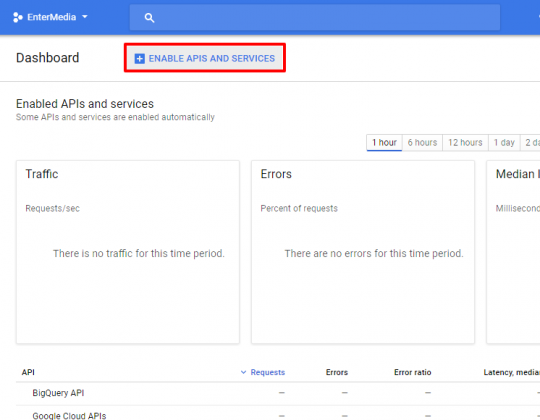 EnterMedia
Dashboard
ENABLE APIS AND SERVICES
Enabled APIs and services
Some APIs and services are enabled automatically
1 hour 6 hours 12 hours 1 day 2 da
Traffic Errors Median
Requests/sec Percent of requests Millisecond
There is no traffic for this time period. There are no errors for this time period.
API Requests Errors Error ratio Latency, median
BigQuery API – – – –
Google Cloud APIs – – – –